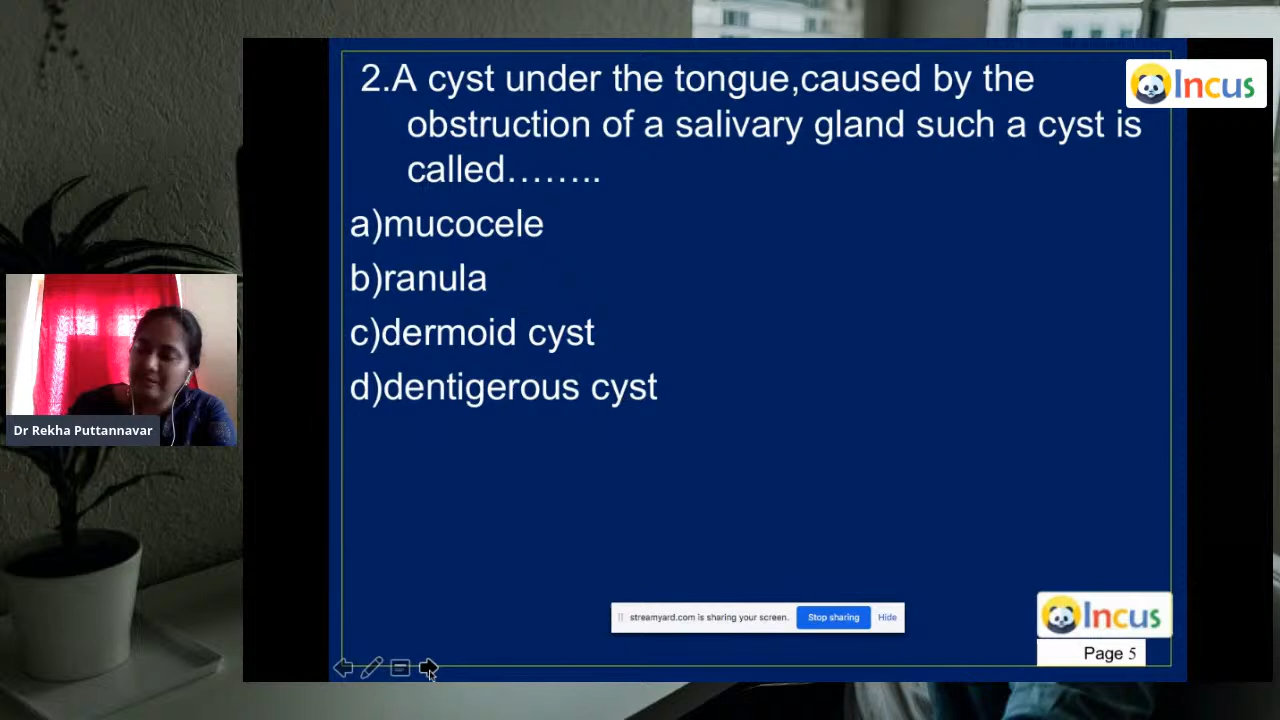 2.A cyst under the tongue,caused by the
obstruction of a salivary gland such a cyst is
called……..
a)mucocele
b)ranula
c)dermoid cyst
d)dentigerous cyst
Incus
Dr Rekha Puttannavar
streamyard.com is sharing your screen. Stop sharing Hide
Incus
Page 5